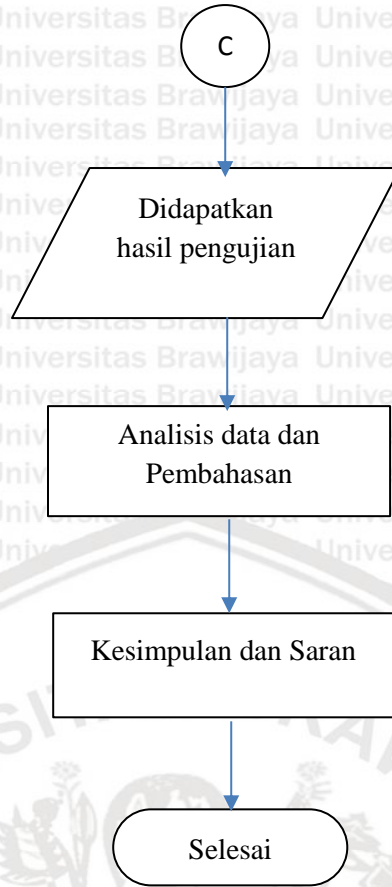 C
Didapatkan
hasil pengujian
Analisis data dan
Pembahasan
Kesimpulan dan Saran
Selesai